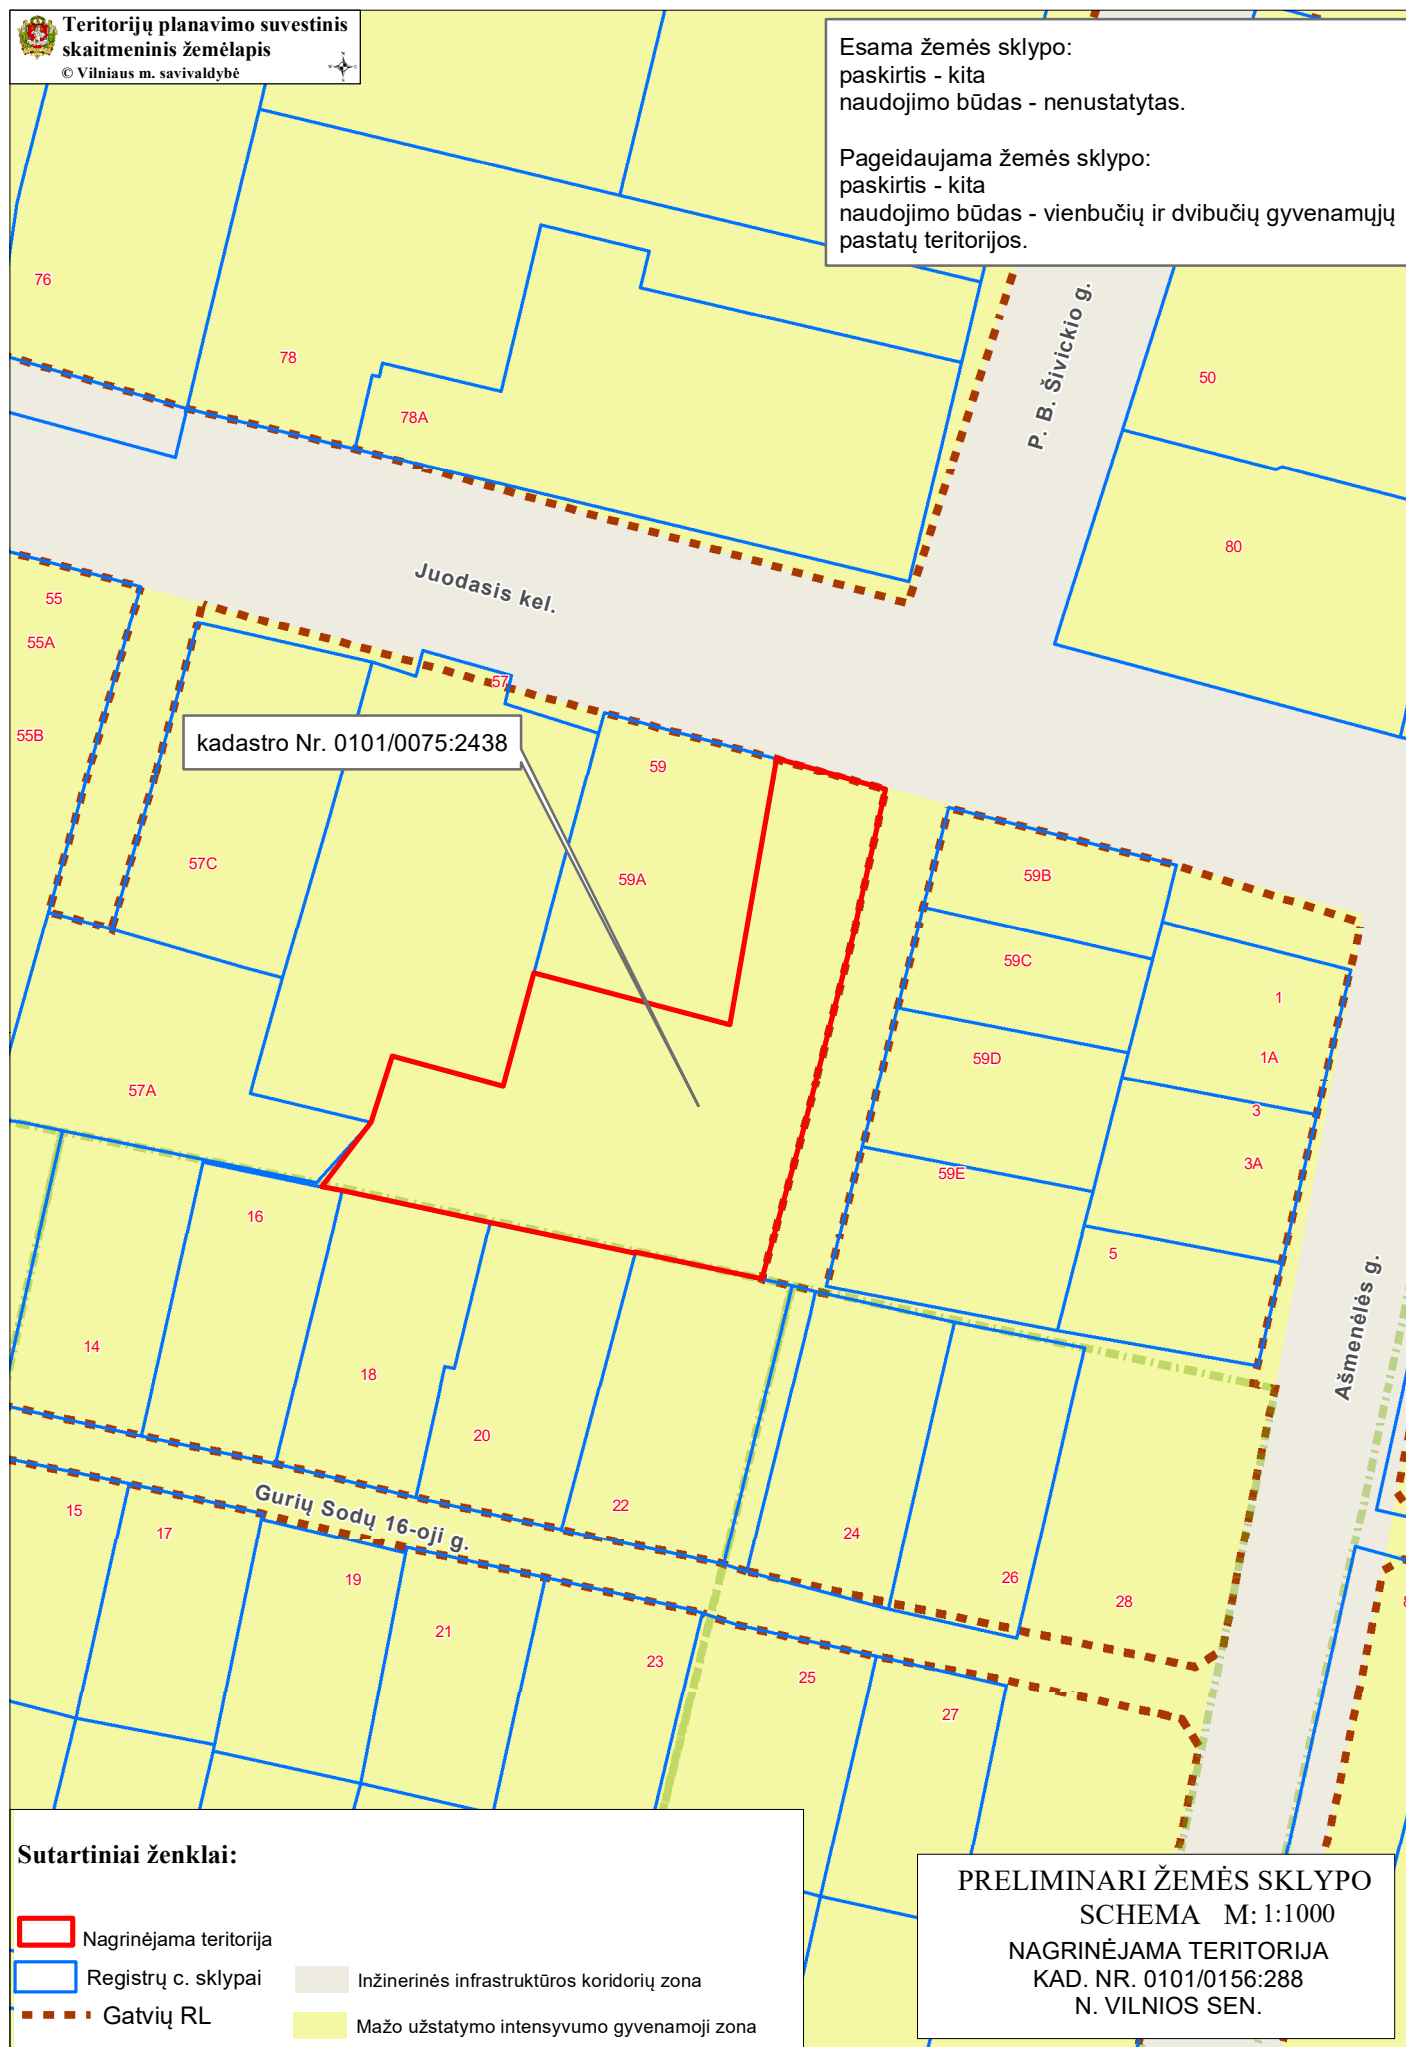 Teritorijų planavimo suvestinis
skaitmeninis žemėlapis
© Vilniaus m. savivaldybė
Esama žemės sklypo:
paskirtis - kita
naudojimo būdas - nenustatytas.
Pageidaujama žemės sklypo:
paskirtis - kita
naudojimo būdas - vienbučių ir dvibučių gyvenamųjų
pastatų teritorijos.
76
78
78A
P. B. Šivickio g.
50
80
Juodasis kel.
55
55A
55B
57
kadastro Nr. 0101/0075:2438
59
57C
59A
59B
59C
1
59D
1A
57A
3
59E
3A
16
5
Ašmenėlės g.
14
18
20
22
24
26
28
Gurių Sodų 16-oji g.
15
17
19
21
23
25
27
Sutartiniai ženklai:
Nagrinėjama teritorija
Registrų c. sklypai
Gatvių RL
Inžinerinės infrastruktūros koridorių zona
Mažo užstatymo intensyvumo gyvenamoji zona
PRELIMINARI ŽEMĖS SKLYPO
SCHEMA M: 1:1000
NAGRINĖJAMA TERITORIJA
KAD. NR. 0101/0156:288
N. VILNIOS SEN.